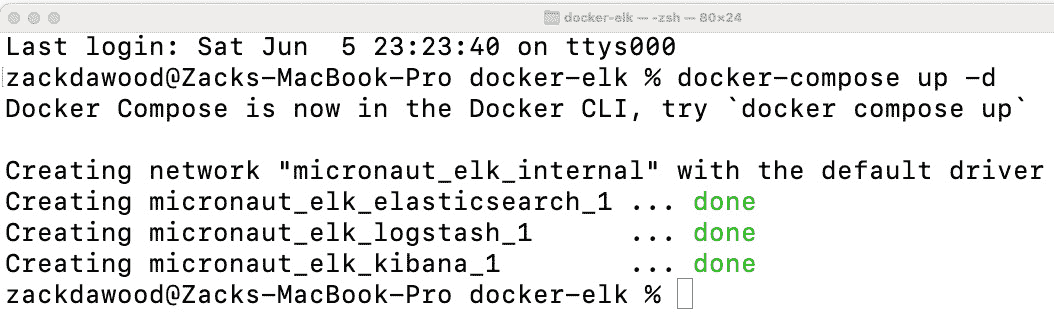 docker-elk — -zsh — 80×24
Last login: Sat Jun  5 23:23:40 on ttys000
zackdawood@Zacks-MacBook-Pro docker-elk % docker-compose up -d
Docker Compose is now in the Docker CLI, try `docker compose up`
Creating network "micronaut_elk_internal" with the default driver
Creating micronaut_elk_elasticsearch_1 ... done
Creating micronaut_elk_logstash_1      ... done
Creating micronaut_elk_kibana_1        ... done
zackdawood@Zacks-MacBook-Pro docker-elk %